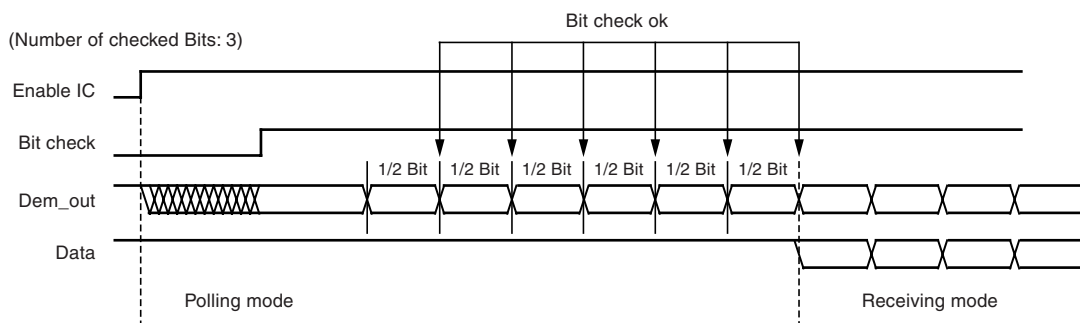 Bit check ok
(Number of checked Bits: 3)
Enable IC
Bit check
1/2 Bit 1/2 Bit 1/2 Bit 1/2 Bit 1/2 Bit 1/2 Bit
Dem_out
Data
Polling mode Receiving mode